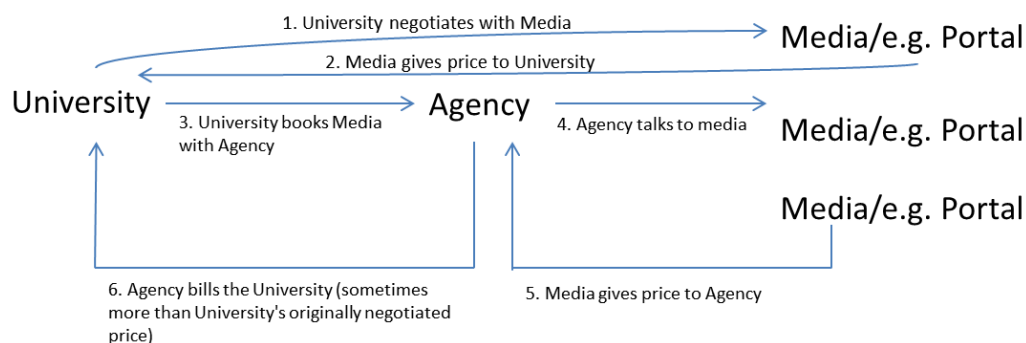 1. University negotiates with Media
Media/e.g. Portal
2. Media gives price to University
University
Agency
3. University books Media
with Agency
4. Agency talks to media
Media/e.g. Portal
Media/e.g. Portal
6. Agency bills the University (sometimes
more than University's originally negotiated
price)
5. Media gives price to Agency